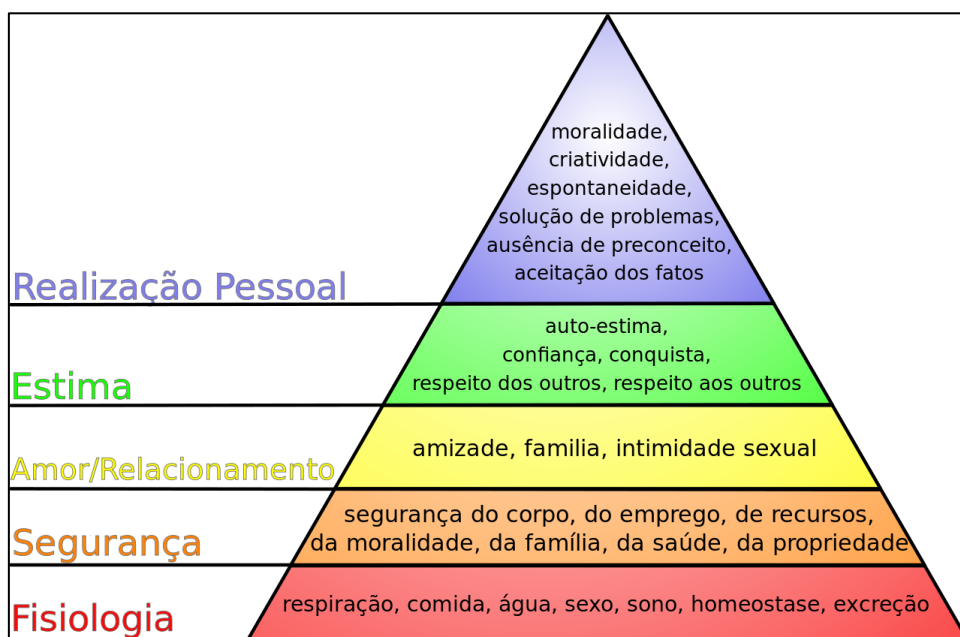 moralidade,
criatividade,
espontaneidade,
solução de problemas,
ausência de preconceito,
aceitação dos fatos
Realização Pessoal
auto-estima,
confiança, conquista,
respeito dos outros, respeito aos outros
Estima
amizade, familia, intimidade sexual
Amor/Relacionamento
segurança do corpo, do emprego, de recursos,
da moralidade, da família, da saúde, da propriedade
Segurança
respiração, comida, água, sexo, sono, homeostase, excreção
Fisiologia